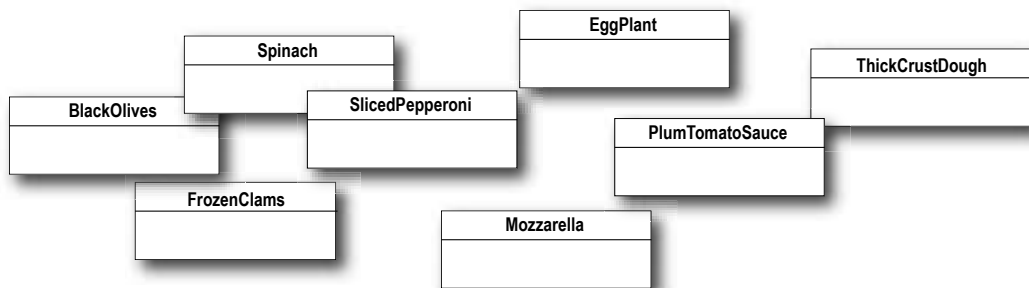 EggPlant
Spinach
ThickCrustDough
BlackOlives
SlicedPepperoni
PlumTomatoSauce
FrozenClams
Mozzarella